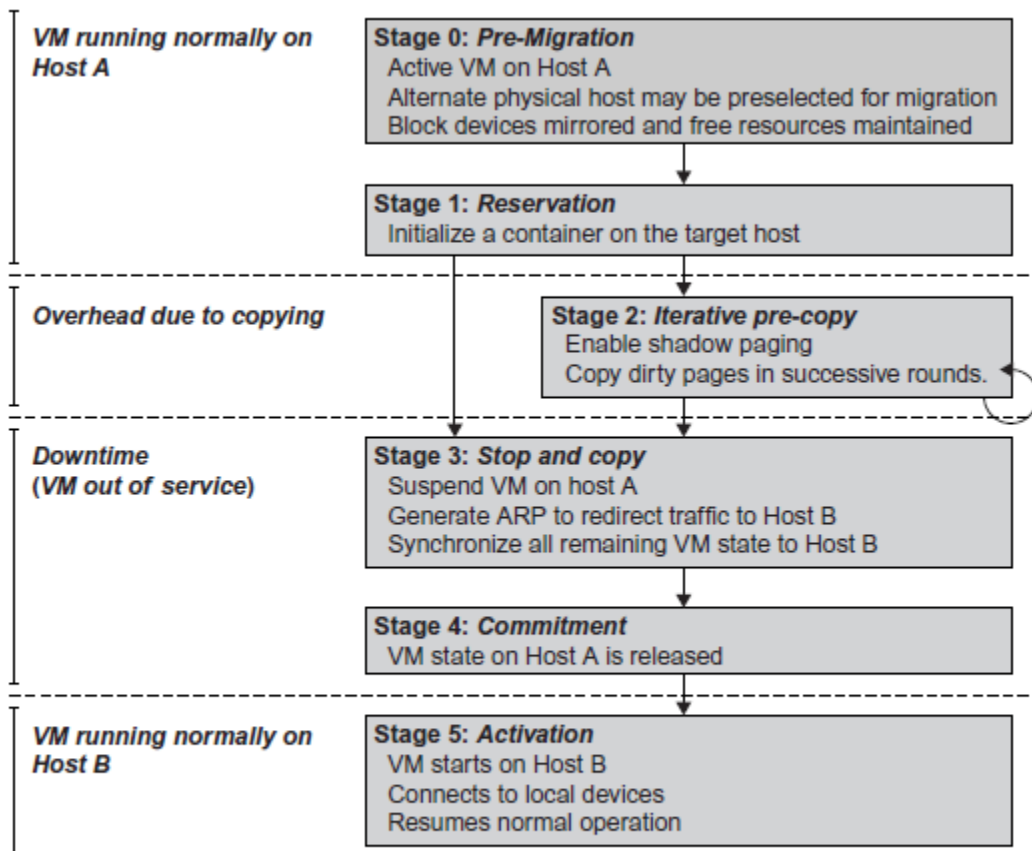 VM running normally on
Host A
Stage 0: Pre-Migration
Active VM on Host A
Alternate physical host may be preselected for migration
Block devices mirrored and free resources maintained
Stage 1: Reservation
Initialize a container on the target host
Overhead due to copying
Stage 2: Iterative pre-copy
Enable shadow paging
Copy dirty pages in successive rounds.
Downtime
(VM out of service)
Stage 3: Stop and copy
Suspend VM on host A
Generate ARP to redirect traffic to Host B
Synchronize all remaining VM state to Host B
Stage 4: Commitment
VM state on Host A is released
VM running normally on
Host B
Stage 5: Activation
VM starts on Host B
Connects to local devices
Resumes normal operation